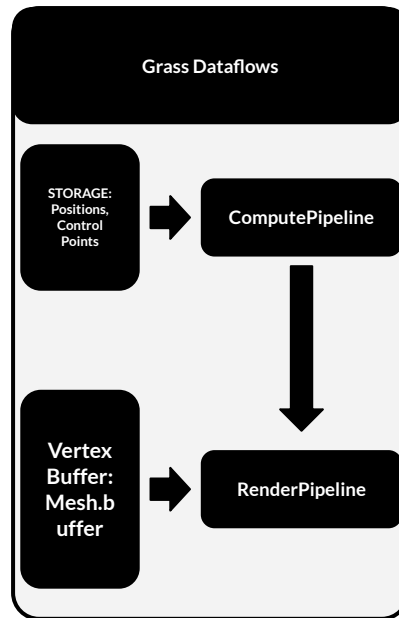 Grass Dataflows
STORAGE:
Positions,
Control
Points
ComputePipeline
Vertex
Buffer:
Mesh.b
uffer
RenderPipeline